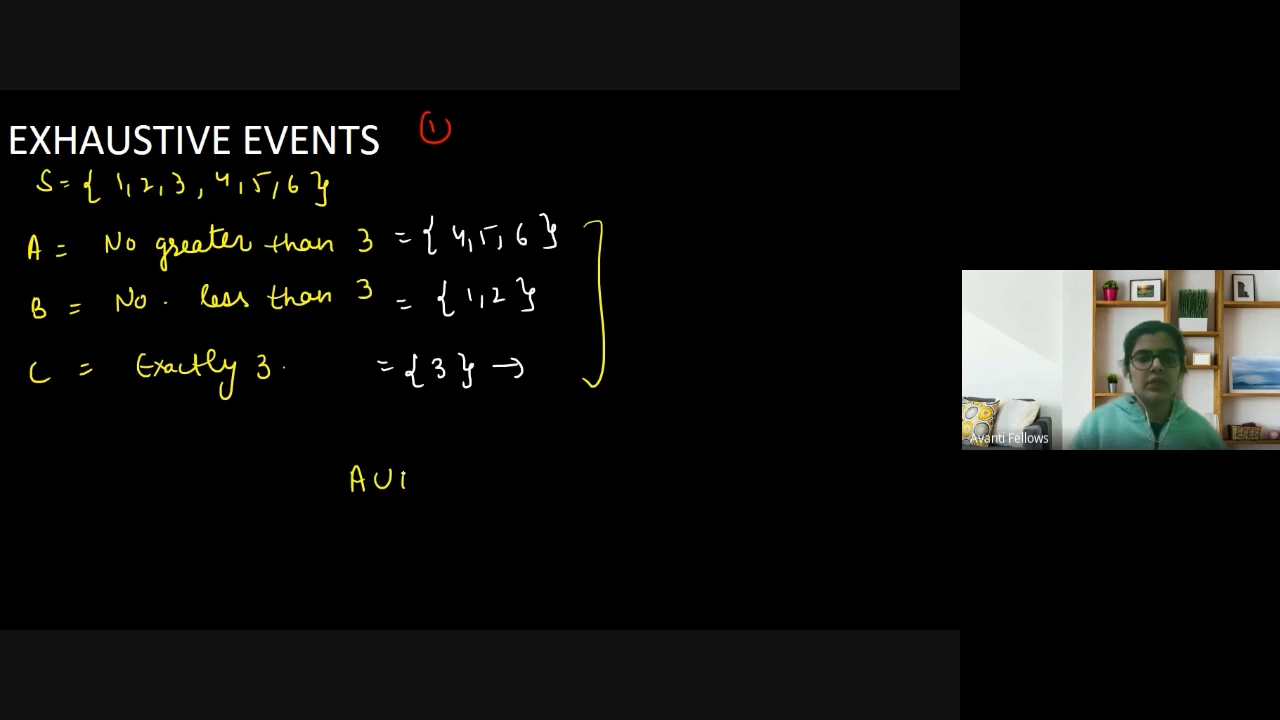 EXHAUSTIVE EVENTS 1
S = { 1, 2, 3, 4, 5, 6 }
A = No greater than 3 = { 4, 5, 6 }
B = No. less than 3 = { 1, 2 }
C = Exactly 3. = { 3 } →
A ∪
Avanti Fellows